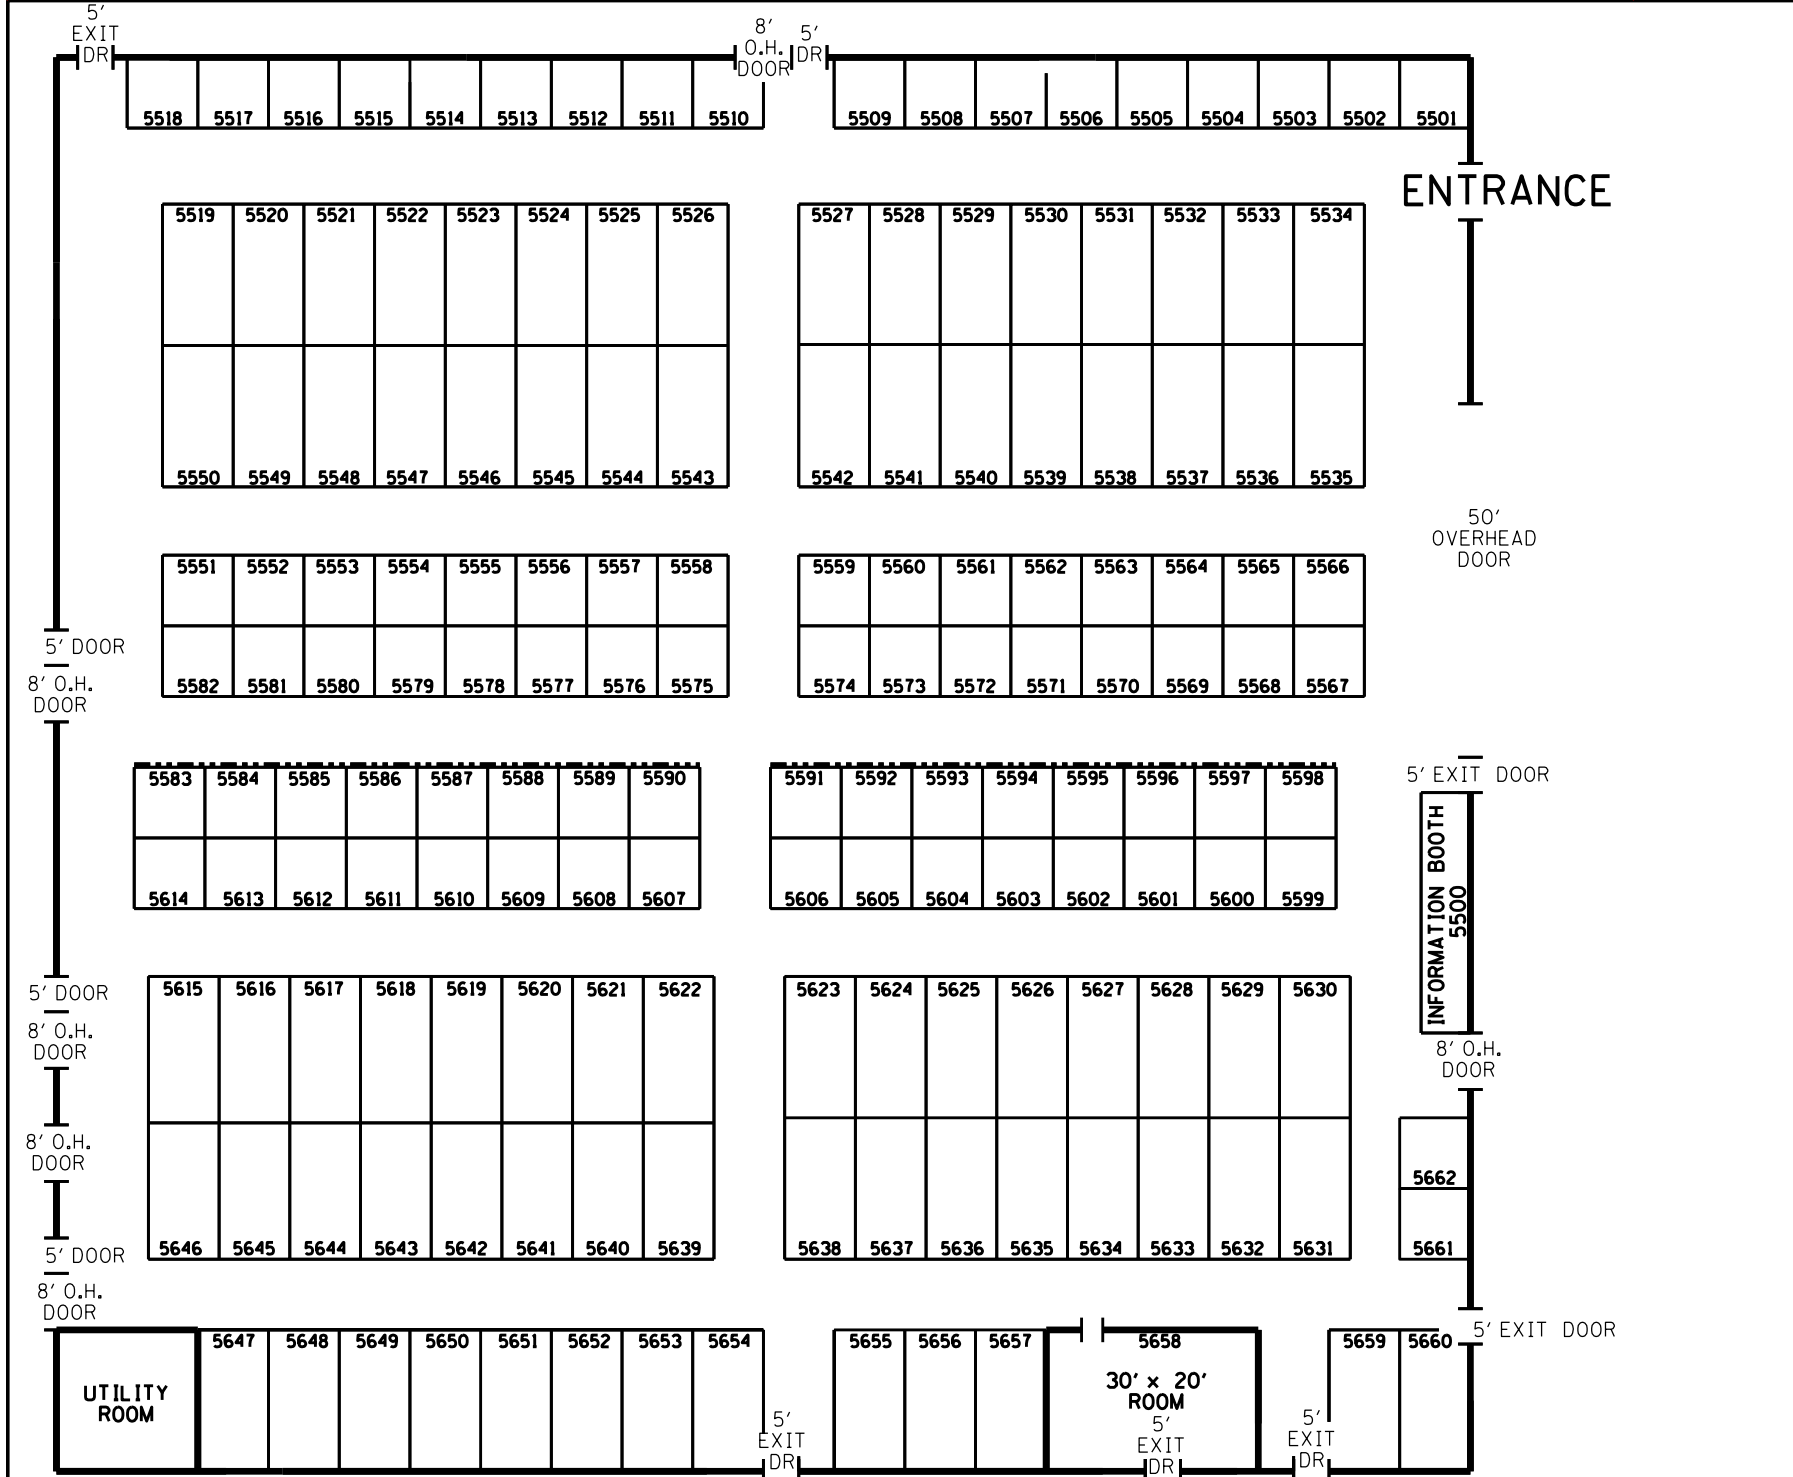 5'
EXIT
DR
8'
O.H.
DOOR
5'
DR
5518 5517 5516 5515 5514 5513 5512 5511 5510
5509 5508 5507 5506 5505 5504 5503 5502 5501
ENTRANCE
5519 5520 5521 5522 5523 5524 5525 5526
5527 5528 5529 5530 5531 5532 5533 5534
5550 5549 5548 5547 5546 5545 5544 5543
5542 5541 5540 5539 5538 5537 5536 5535
50'
OVERHEAD
DOOR
5551 5552 5553 5554 5555 5556 5557 5558
5559 5560 5561 5562 5563 5564 5565 5566
5' DOOR
8' O.H.
DOOR
5582 5581 5580 5579 5578 5577 5576 5575
5574 5573 5572 5571 5570 5569 5568 5567
5583 5584 5585 5586 5587 5588 5589 5590
5591 5592 5593 5594 5595 5596 5597 5598
5' EXIT DOOR
INFORMATION BOOTH
5500
5614 5613 5612 5611 5610 5609 5608 5607
5606 5605 5604 5603 5602 5601 5600 5599
5' DOOR
8' O.H.
DOOR
5615 5616 5617 5618 5619 5620 5621 5622
5623 5624 5625 5626 5627 5628 5629 5630
8' O.H.
DOOR
8' O.H.
DOOR
5662
5' DOOR
5646 5645 5644 5643 5642 5641 5640 5639
5638 5637 5636 5635 5634 5633 5632 5631
5661
8' O.H.
DOOR
5647 5648 5649 5650 5651 5652 5653 5654
5655 5656 5657 5658 5659 5660
5' EXIT DOOR
UTILITY
ROOM
30' x 20'
ROOM
5'
EXIT
DR
5'
EXIT
DR
5'
EXIT
DR